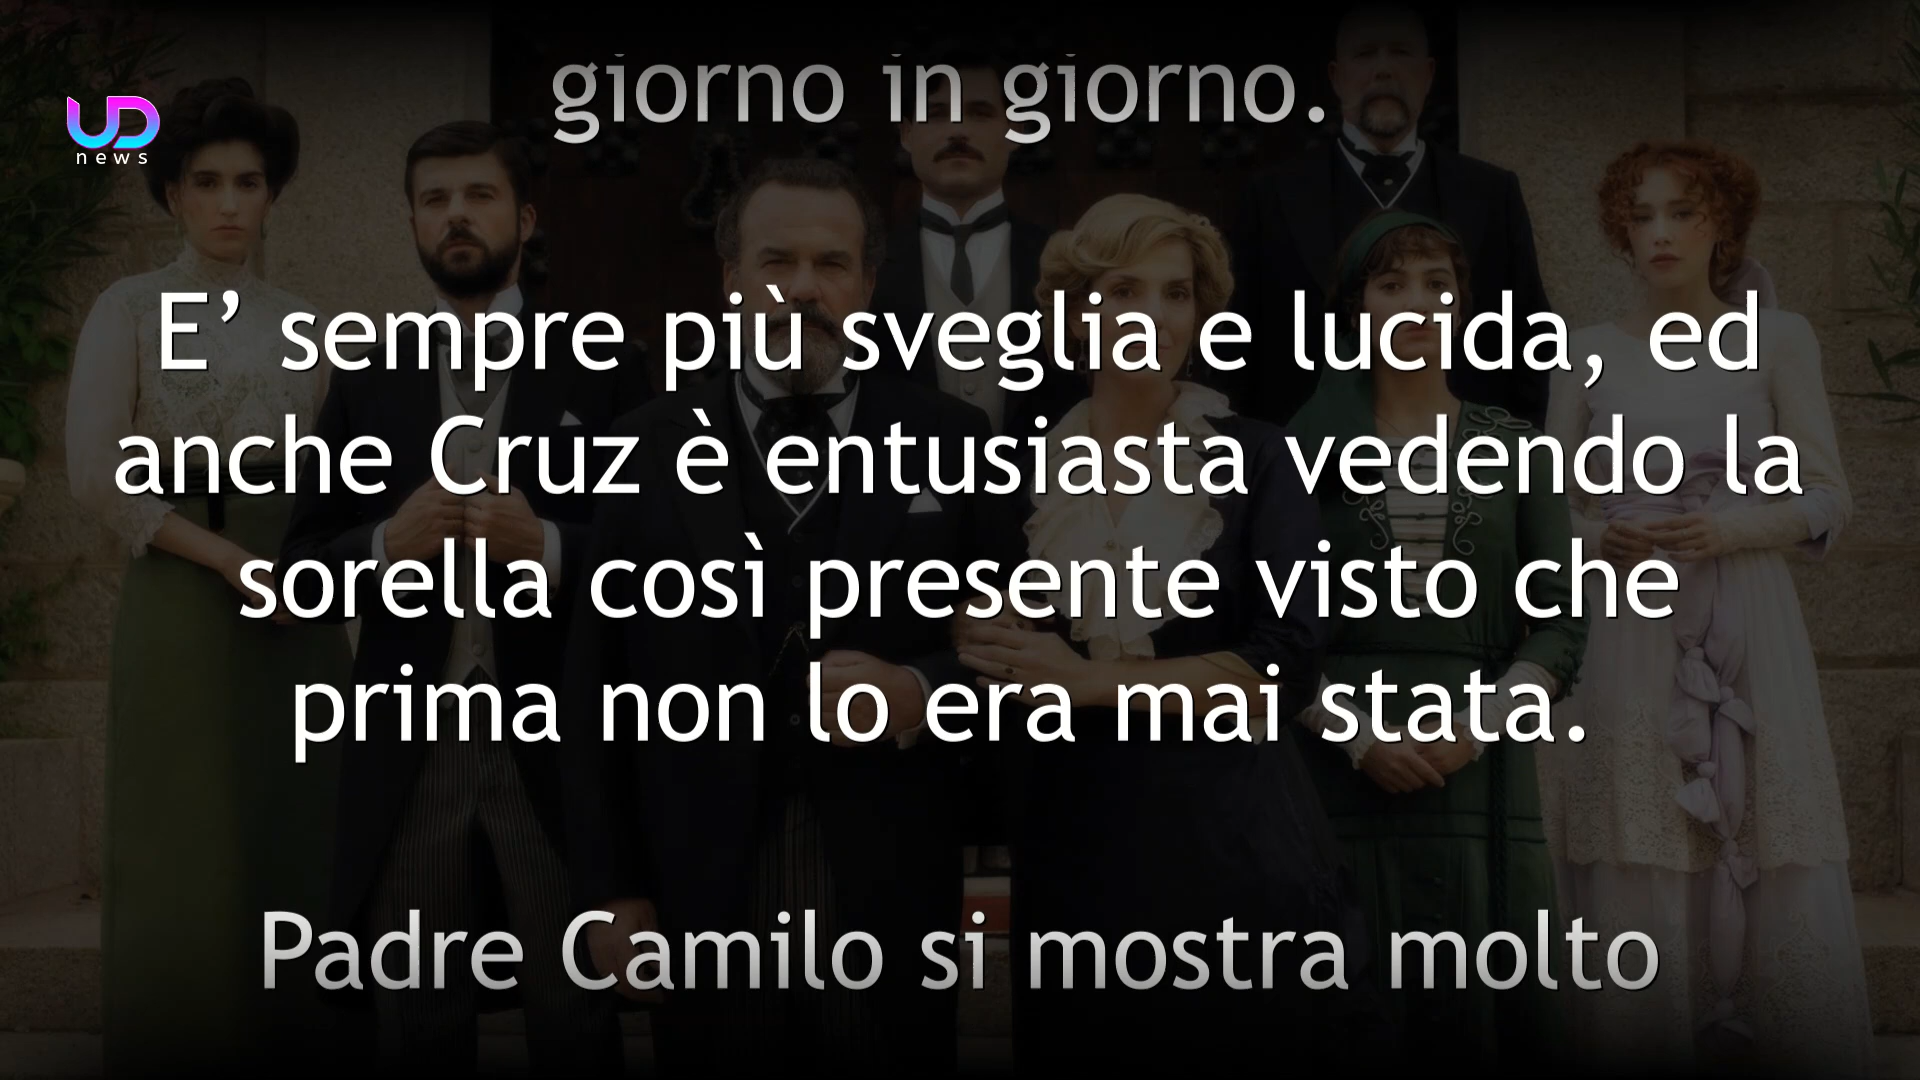 giorno in giorno.
UD
news
E’ sempre più sveglia e lucida, ed
anche Cruz è entusiasta vedendo la
sorella così presente visto che
prima non lo era mai stata.
Padre Camilo si mostra molto